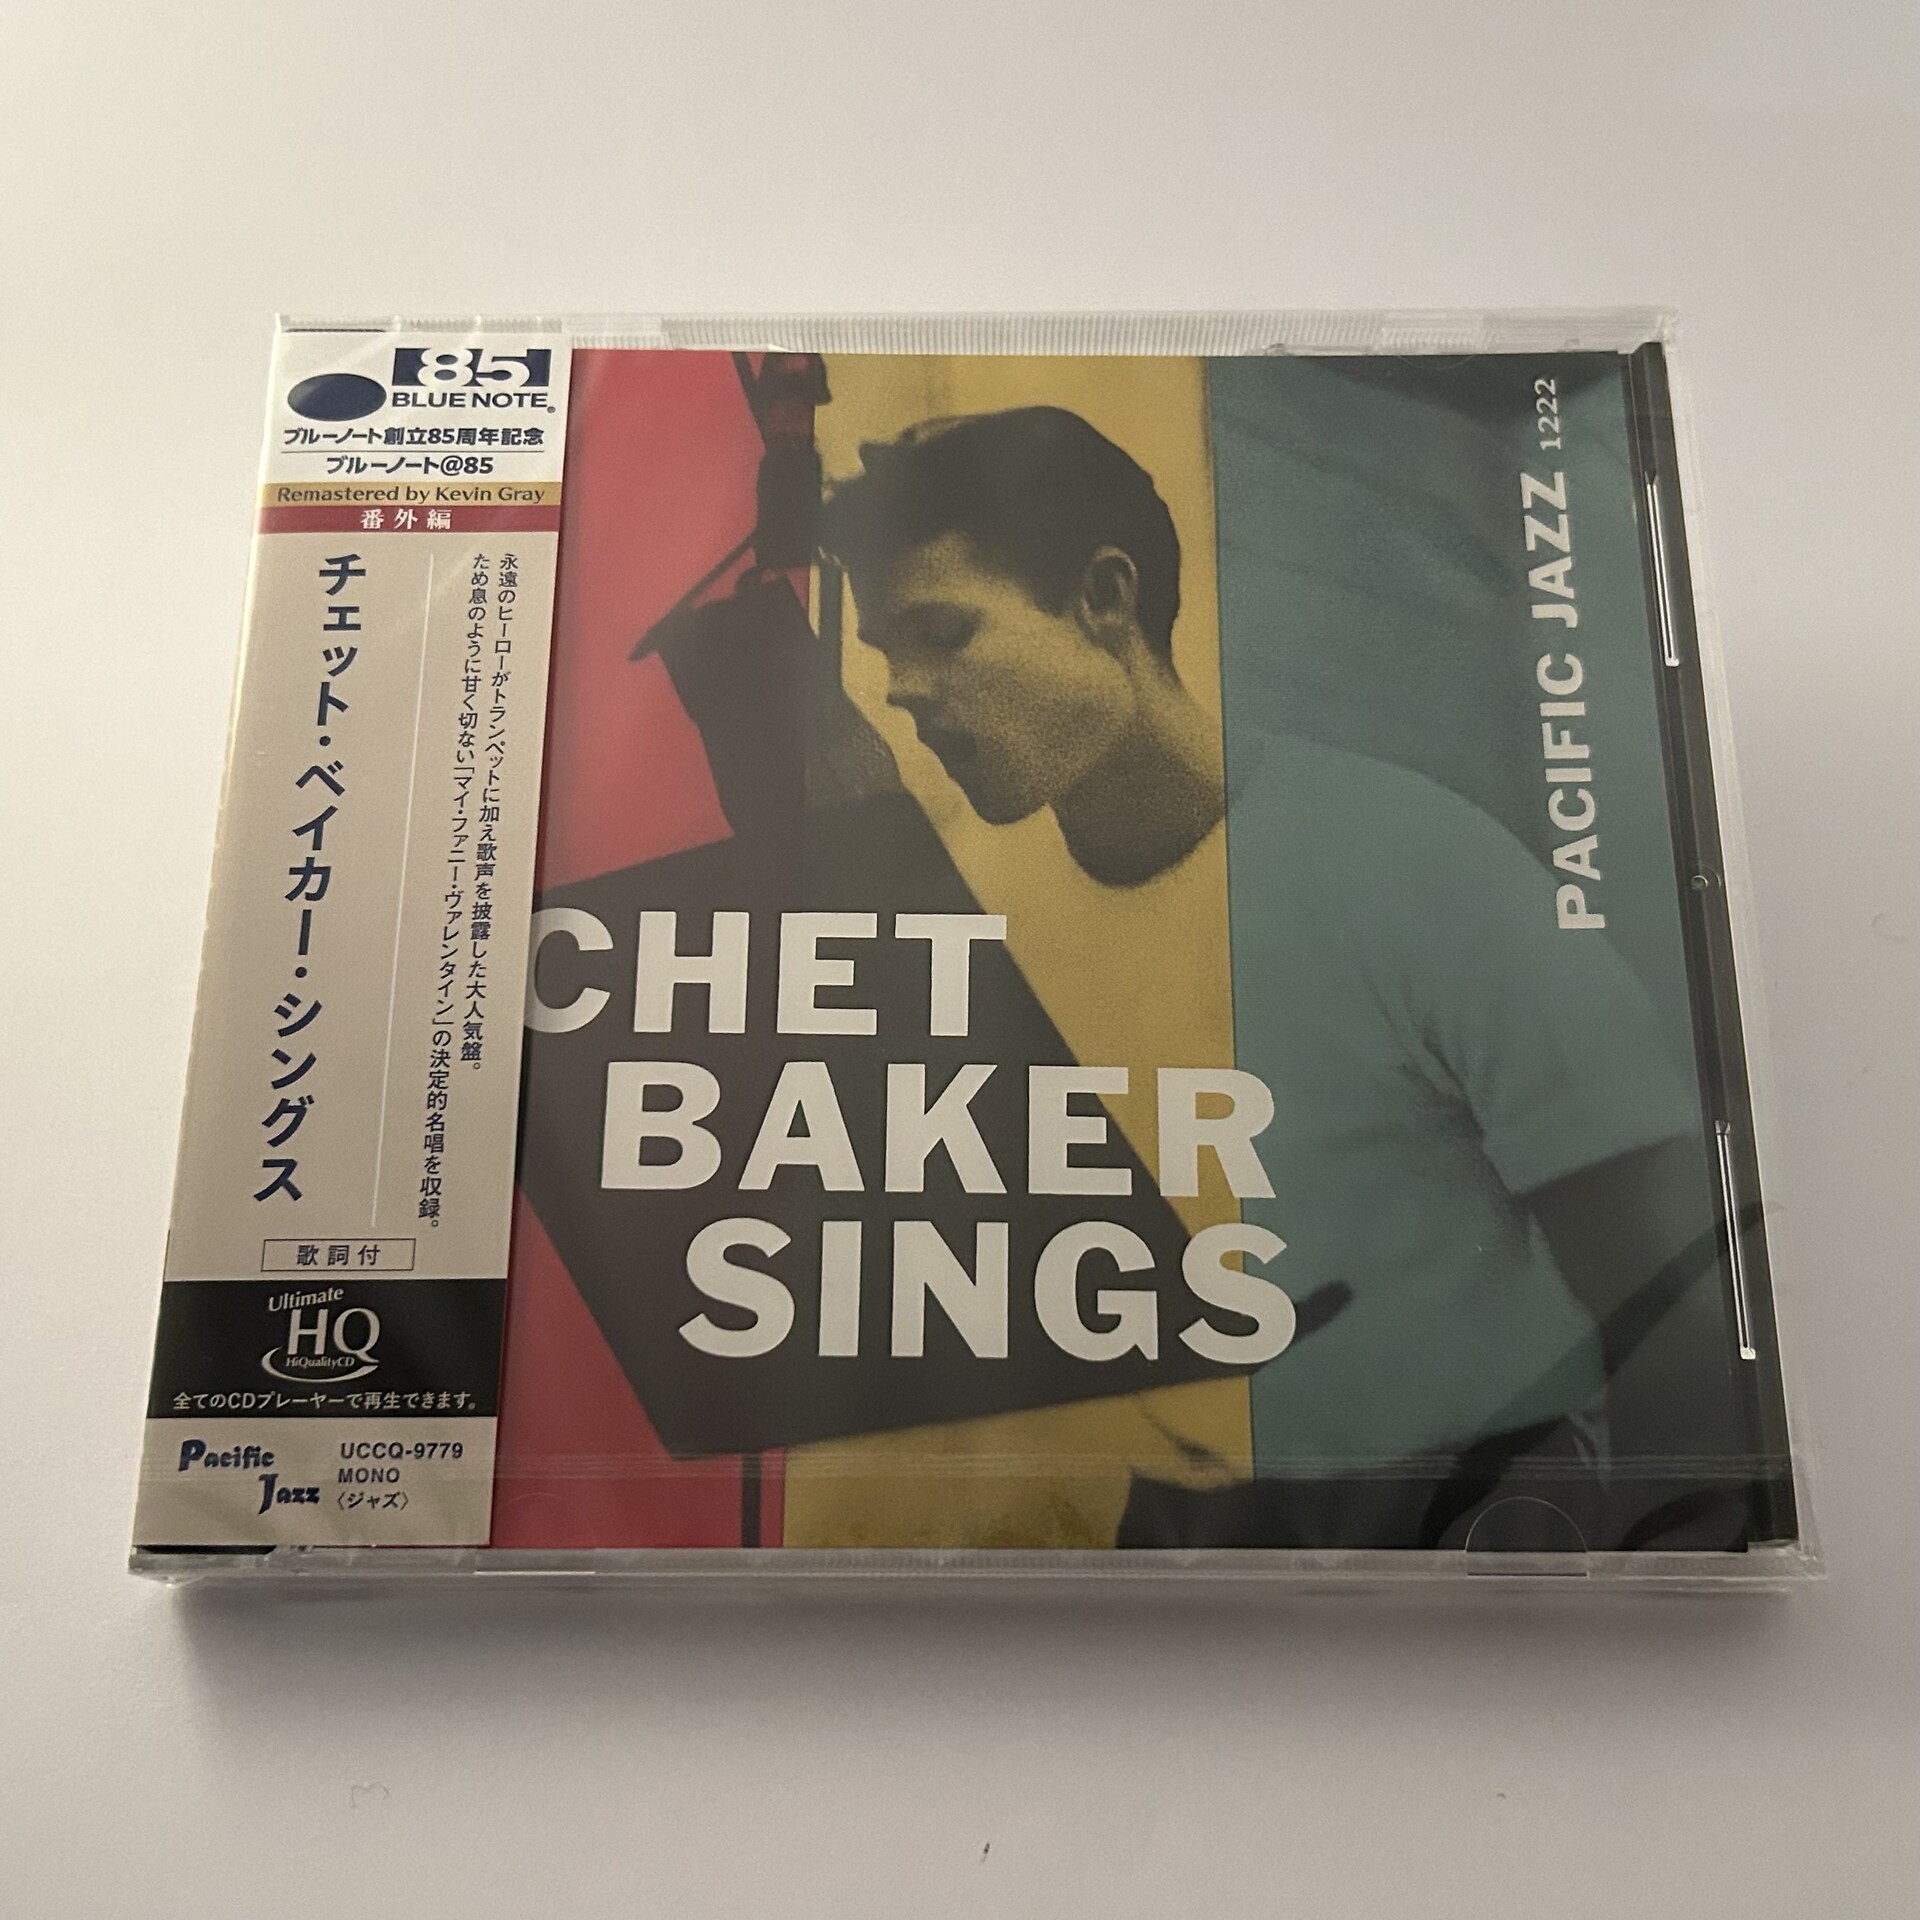 85
BLUE NOTE®
ブルーノート創立85周年記念
ブルーノート@85
Remastered by Kevin Gray
番外編
永遠のヒーローがトランペットに加え歌声を披露した大人気盤。
ため息のように甘く切ない「マイ・ファニー・ヴァレンタイン」の決定的名唱を収録。
チェット・ベイカー・シングス
歌詞付
Ultimate
HQ
HiQualityCD
全てのCDプレーヤーで再生できます。
Pacific
Jazz
UCCQ-9779
MONO
〈ジャズ〉
CHET
BAKER
SINGS
PACIFIC JAZZ 1222